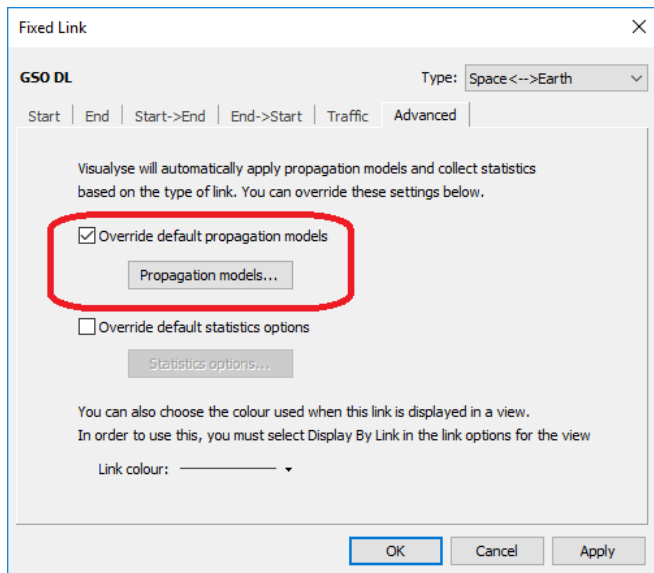 Fixed Link
GSO DL
Type: Space<-->Earth
Start End Start->End End->Start Traffic Advanced
Visualyse will automatically apply propagation models and collect statistics
based on the type of link. You can override these settings below.
Override default propagation models
Propagation models...
Override default statistics options
Statistics options...
You can also choose the colour used when this link is displayed in a view.
In order to use this, you must select Display By Link in the link options for the view
Link colour:
OK Cancel Apply